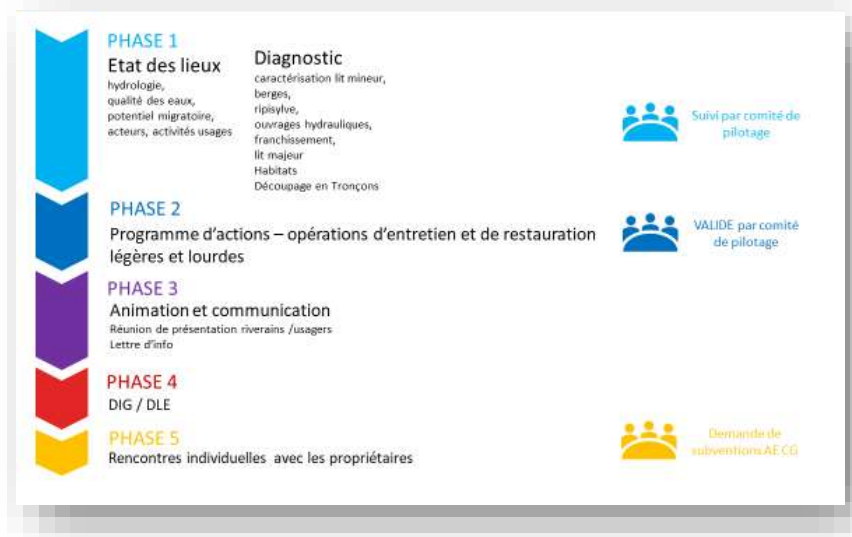 PHASE 1
Etat des lieux
hydrologie,
qualité des eaux,
potentiel migratoire,
acteurs, activités usages
Diagnostic
caractérisation lit mineur,
berges,
ripisylve,
ouvrages hydrauliques,
franchissement,
lit majeur
Habitats
Découpage en Tronçons
Suivi par comité de
pilotage
PHASE 2
Programme d'actions – opérations d'entretien et de restauration
légères et lourdes
VALIDE par comité
de pilotage
PHASE 3
Animation et communication
Réunion de présentation riverains /usagers
Lettre d'info
PHASE 4
DIG / DLE
PHASE 5
Rencontres individuelles avec les propriétaires
Demande de
subventions AE CG